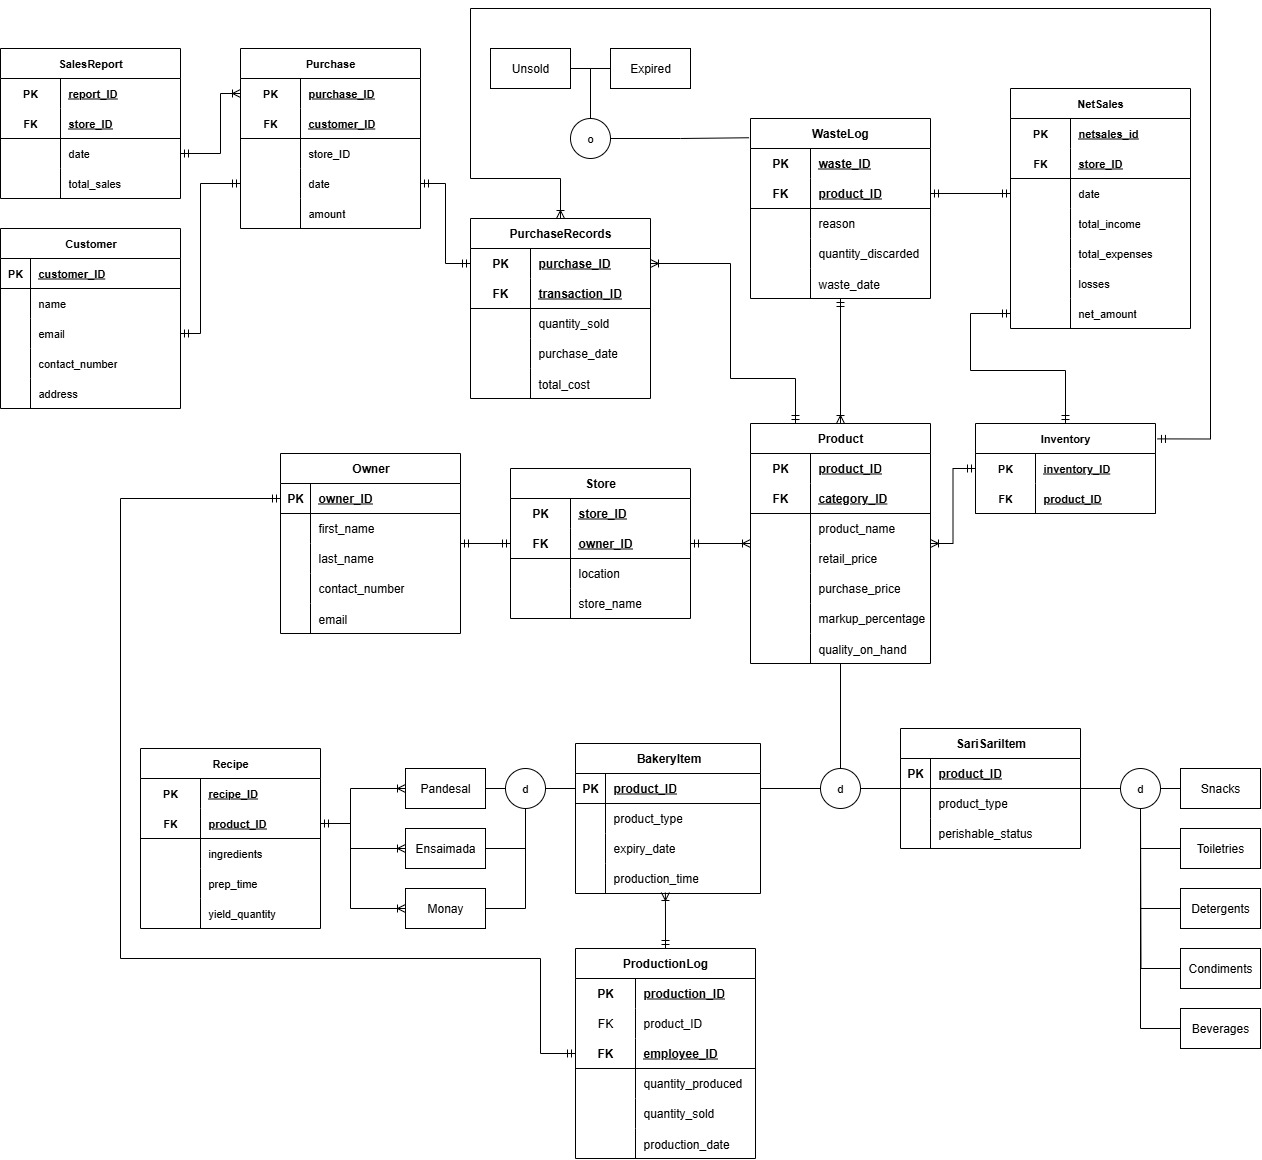 SalesReport
PK report_ID
FK store_ID
date
total_sales
Purchase
PK purchase_ID
FK customer_ID
store_ID
date
amount
Unsold
Expired
o
WasteLog
PK waste_ID
FK product_ID
reason
quantity_discarded
waste_date
NetSales
PK netsales_id
FK store_ID
date
total_income
total_expenses
losses
net_amount
Customer
PK customer_ID
name
email
contact_number
address
PurchaseRecords
PK purchase_ID
FK transaction_ID
quantity_sold
purchase_date
total_cost
Owner
PK owner_ID
first_name
last_name
contact_number
email
Store
PK store_ID
FK owner_ID
location
store_name
Product
PK product_ID
FK category_ID
product_name
retail_price
purchase_price
markup_percentage
quality_on_hand
Inventory
PK inventory_ID
FK product_ID
Recipe
PK recipe_ID
FK product_ID
ingredients
prep_time
yield_quantity
Pandesal
Ensaimada
Monay
d
BakeryItem
PK product_ID
product_type
expiry_date
production_time
d
SariSariItem
PK product_ID
product_type
perishable_status
d
Snacks
Toiletries
Detergents
Condiments
Beverages
ProductionLog
PK production_ID
FK product_ID
FK employee_ID
quantity_produced
quantity_sold
production_date